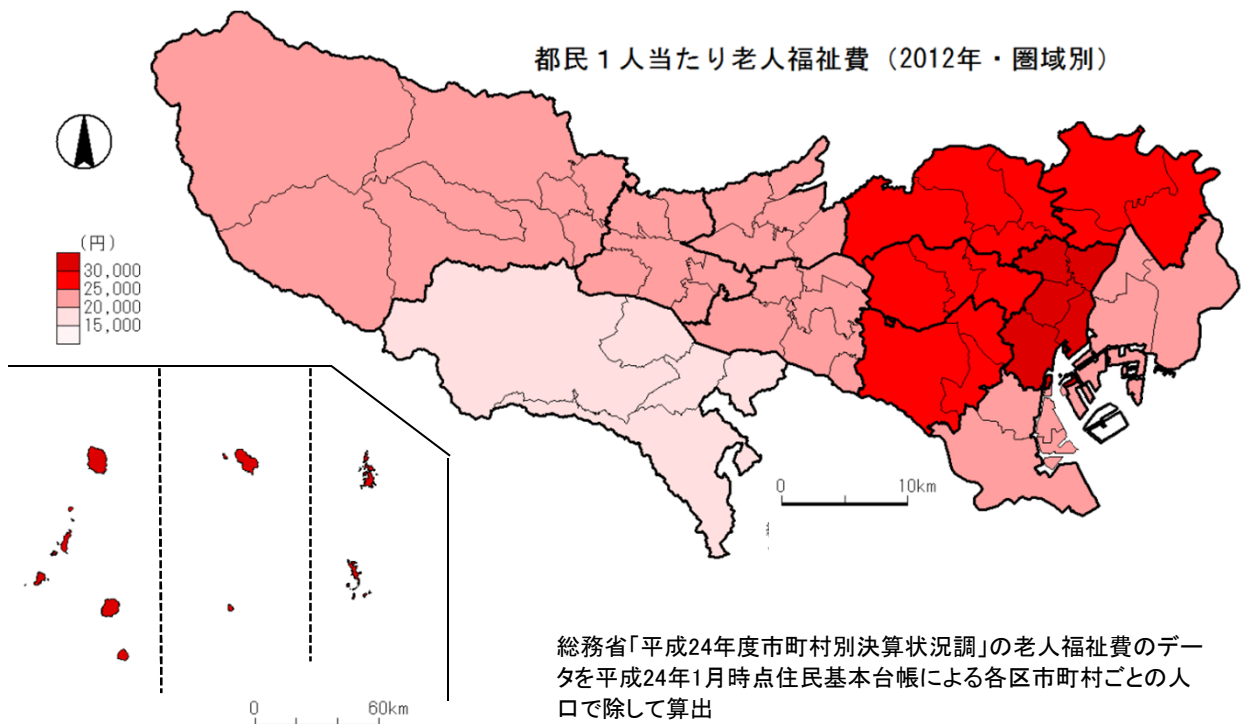 都民１人当たり老人福祉費（2012年・圏域別）
（円）
30,000
25,000
20,000
15,000
0 10km
0 60km
総務省「平成24年度市町村別決算状況調」の老人福祉費のデー
タを平成24年1月時点住民基本台帳による各区市町村ごとの人
口で除して算出